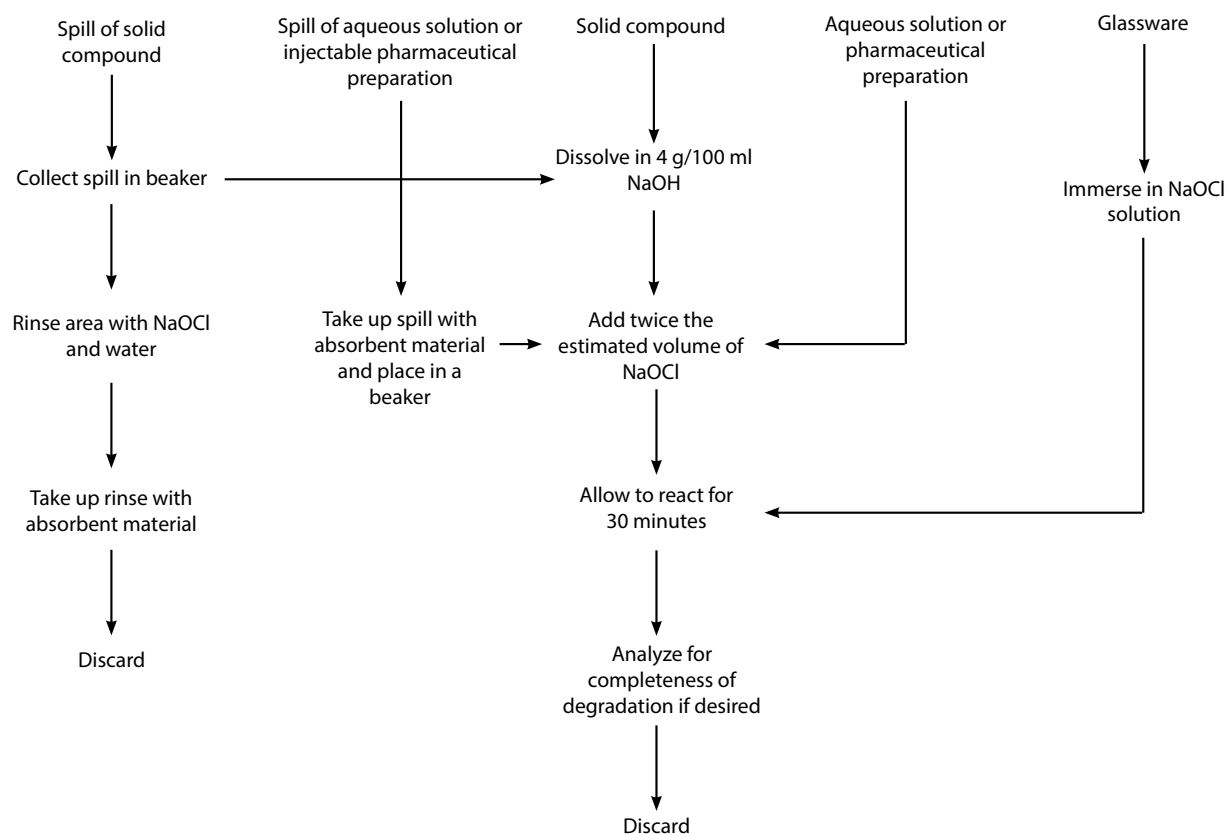 Spill of solid
compound
Spill of aqueous solution or
injectable pharmaceutical
preparation
Solid compound
Aqueous solution or
pharmaceutical
preparation
Glassware
Collect spill in beaker
Dissolve in 4 g/100 ml
NaOH
Immerse in NaOCl
solution
Rinse area with NaOCl
and water
Take up spill with
absorbent material
and place in a
beaker
Add twice the
estimated volume of
NaOCl
Take up rinse with
absorbent material
Allow to react for
30 minutes
Discard
Analyze for
completeness of
degradation if desired
Discard